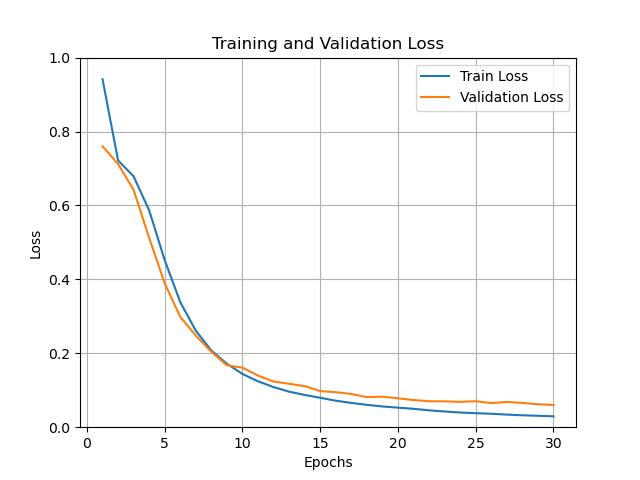 Training and Validation Loss
Train Loss
Validation Loss
1.0
0.8
0.6
0.4
0.2
0.0
Loss
0 5 10 15 20 25 30
Epochs